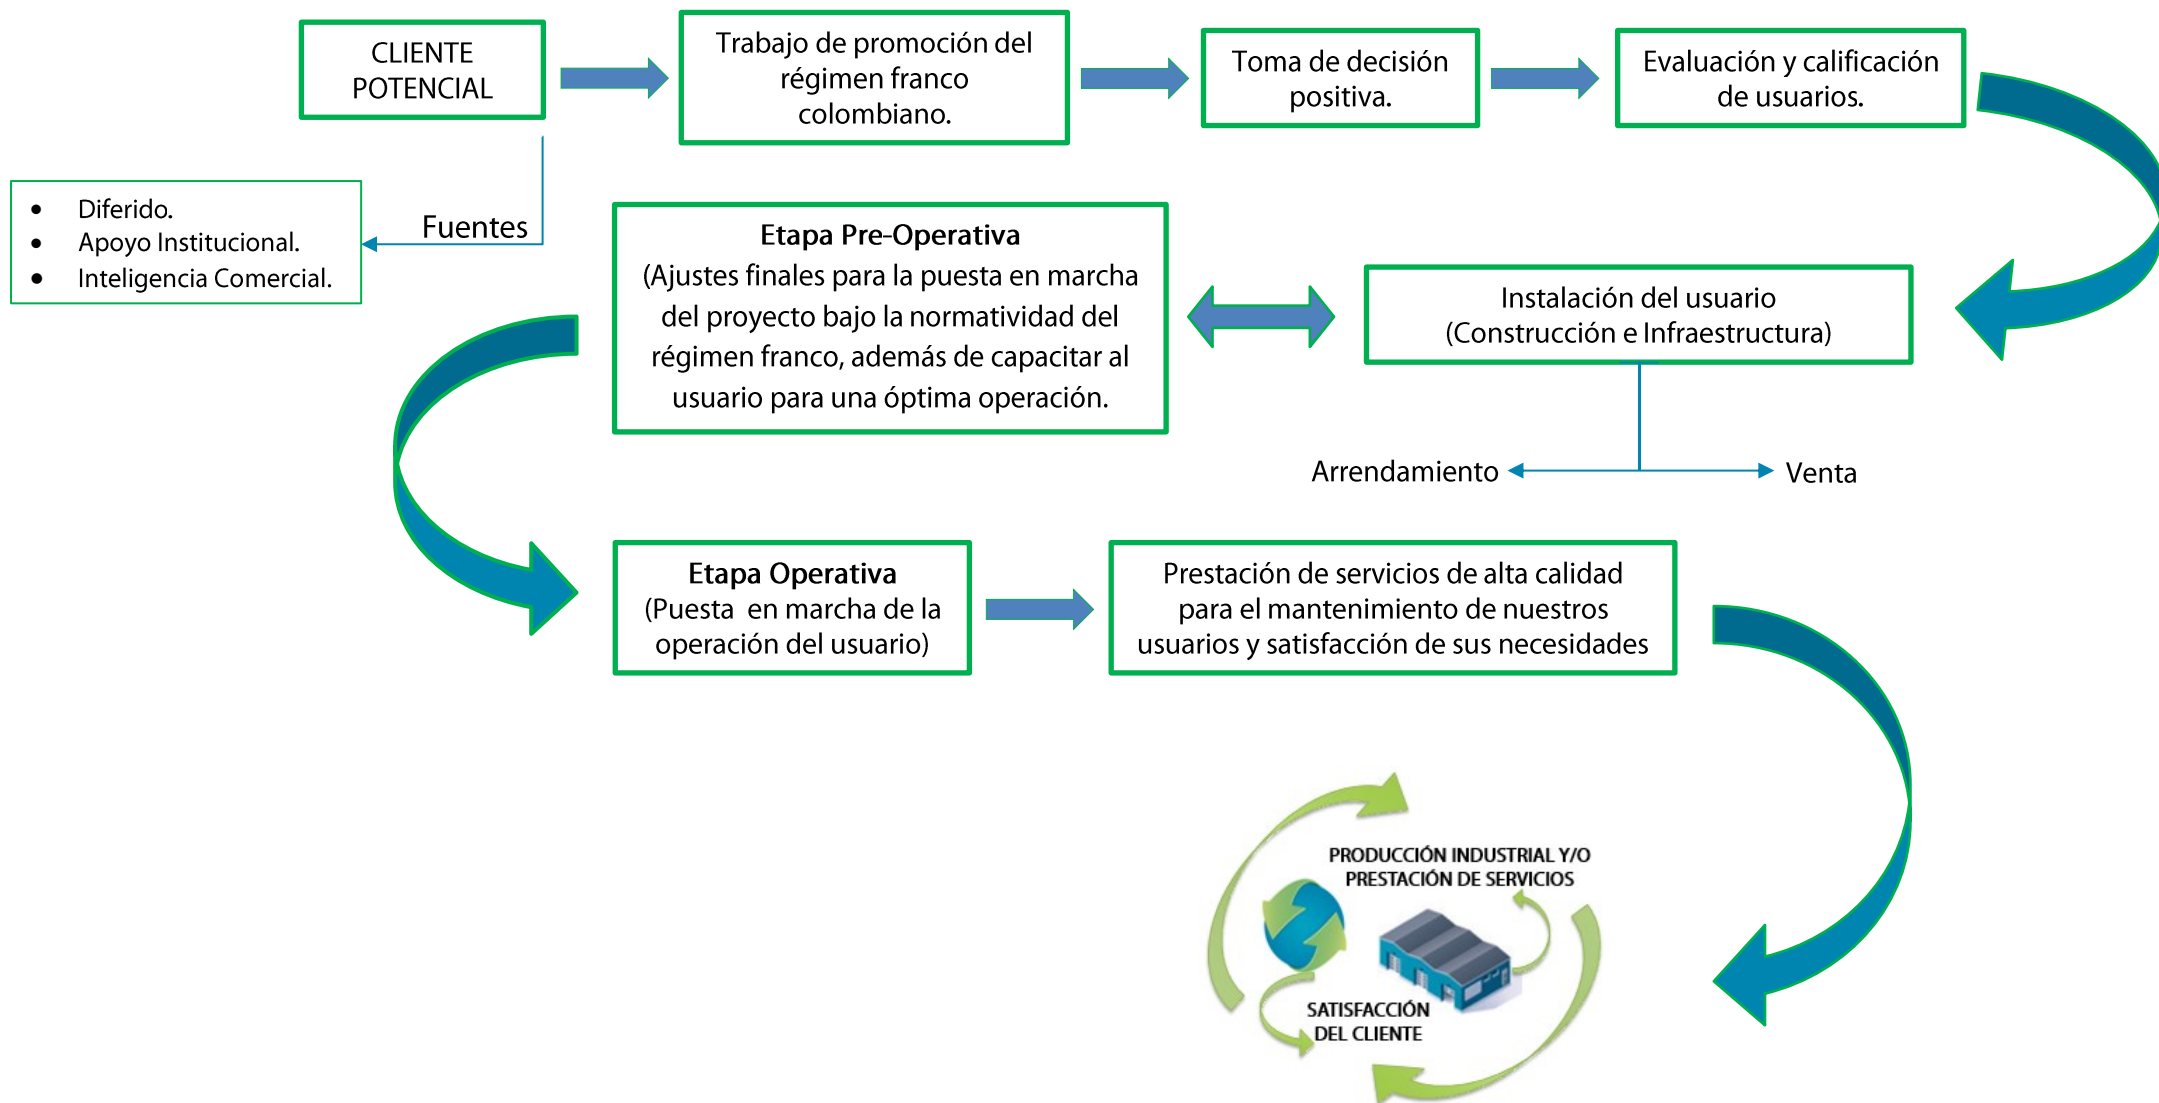 CLIENTE
POTENCIAL
Trabajo de promoción del
régimen franco
colombiano.
Toma de decisión
positiva.
Evaluación y calificación
de usuarios.
• Diferido.
• Apoyo Institucional.
• Inteligencia Comercial.
Fuentes
Etapa Pre-Operativa
(Ajustes finales para la puesta en marcha
del proyecto bajo la normatividad del
régimen franco, además de capacitar al
usuario para una óptima operación.
Instalación del usuario
(Construcción e Infraestructura)
Arrendamiento
Venta
Etapa Operativa
(Puesta en marcha de la
operación del usuario)
Prestación de servicios de alta calidad
para el mantenimiento de nuestros
usuarios y satisfacción de sus necesidades
PRODUCCIÓN INDUSTRIAL Y/O
PRESTACIÓN DE SERVICIOS
SATISFACCIÓN
DEL CLIENTE